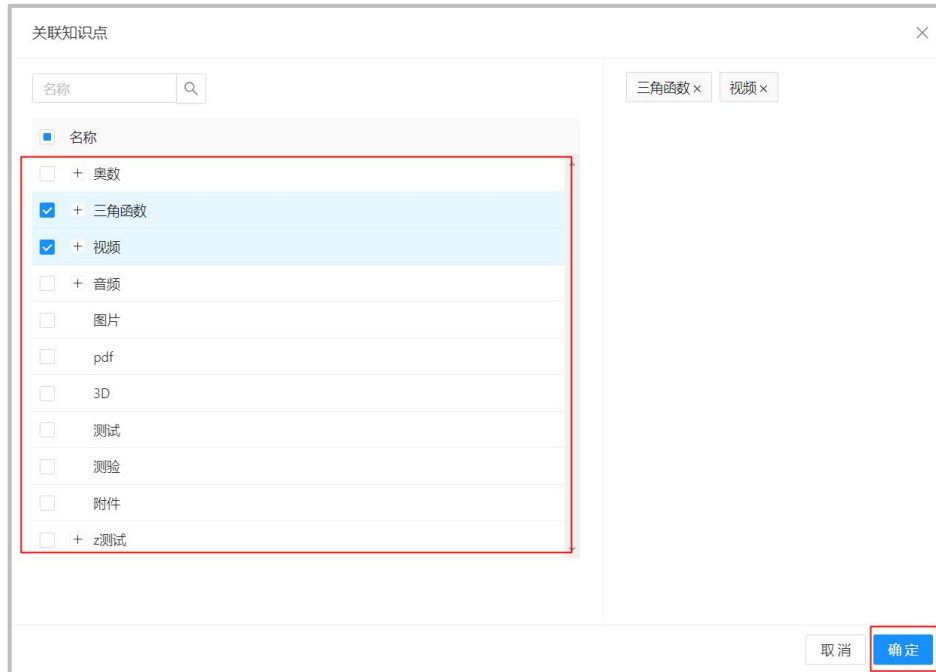 关联知识点
名称
三角函数 视频
名称
奥数
三角函数
视频
音频
图片
pdf
3D
测试
测验
附件
z测试
取消 确定